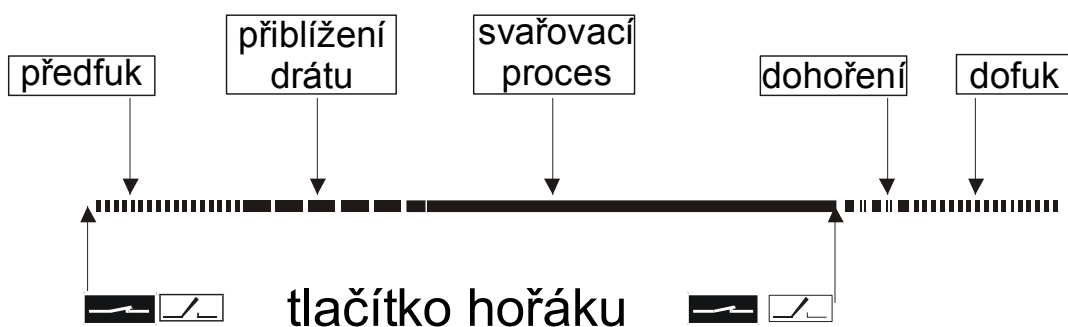 předfuk
přiblížení
drátu
svařovací
proces
dohoření
dofuk
tlačítko hořáku